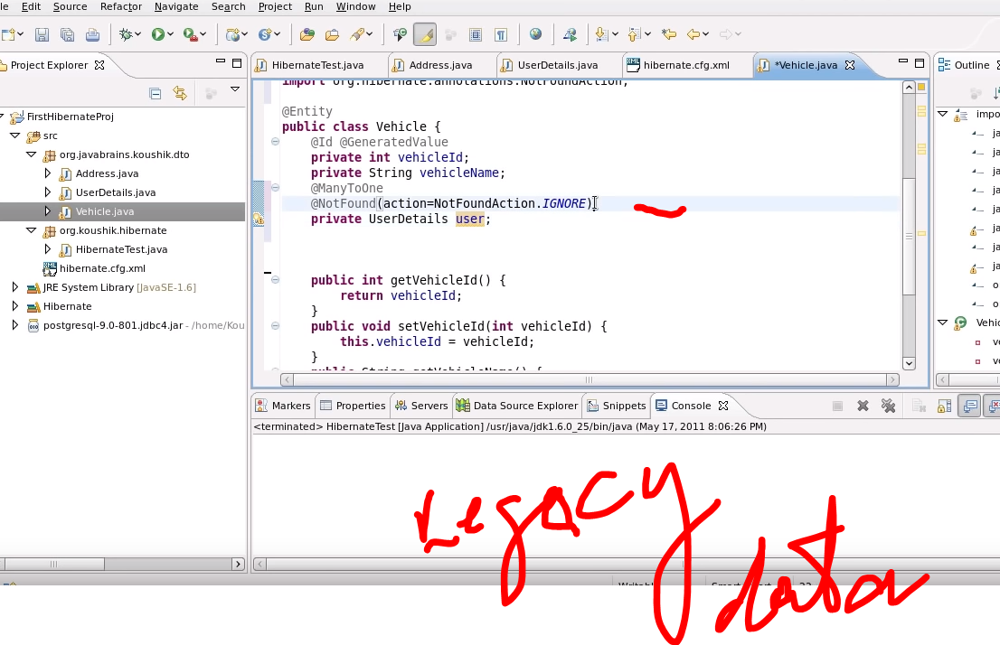 le Edit Source Refactor Navigate Search Project Run Window Help
Project Explorer
HibernateTest.java Address.java UserDetails.java hibernate.cfg.xml *Vehicle.java Outline
import org.hibernate.annotations.NotFoundAction;
@Entity
public class Vehicle {
@Id @GeneratedValue
private int vehicleId;
private String vehicleName;
@ManyToOne
@NotFound(action=NotFoundAction.IGNORE)
private UserDetails user;
public int getVehicleId() {
return vehicleId;
}
public void setVehicleId(int vehicleId) {
this.vehicleId = vehicleId;
}
public String getVehicleName() {
FirstHibernateProj
src
org.javabrains.koushik.dto
Address.java
UserDetails.java
Vehicle.java
org.koushik.hibernate
HibernateTest.java
hibernate.cfg.xml
JRE System Library [JavaSE-1.6]
Hibernate
postgresql-9.0-801.jdbc4.jar - /home/Kou
impo
ja
ja
ja
ja
ja
ja
ja
ja
o
o
Vehic
ve
ve
Markers Properties Servers Data Source Explorer Snippets Console
<terminated> HibernateTest [Java Application] /usr/java/jdk1.6.0_25/bin/java (May 17, 2011 8:06:26 PM)
Legacy
data